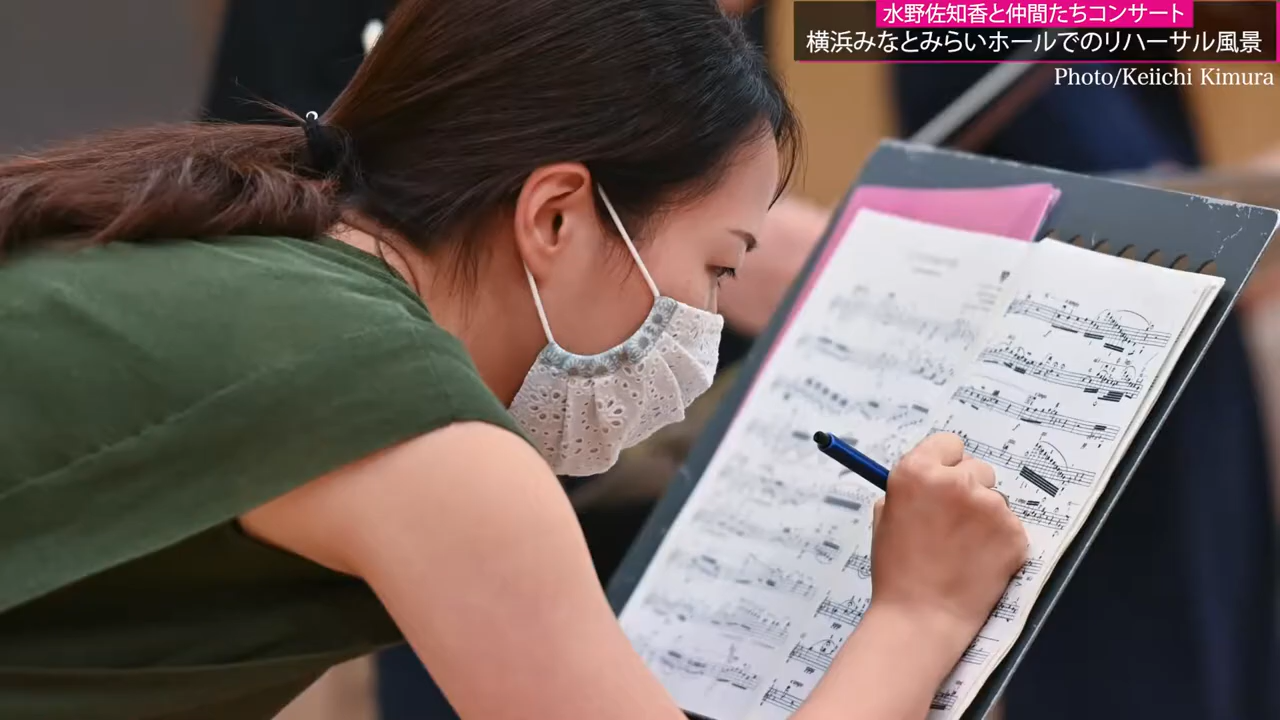 水野佐知香と仲間たちコンサート
横浜みなとみらいホールでのリハーサル風景
Photo/Keiichi Kimura